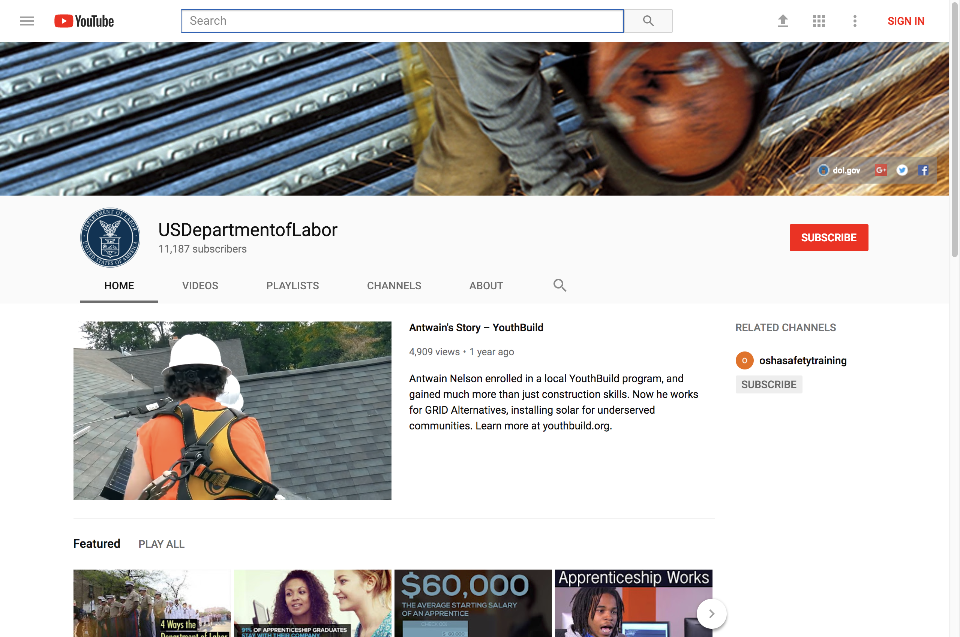 YouTube
Search
SIGN IN
dol.gov
USDepartmentofLabor
11,187 subscribers
SUBSCRIBE
HOME
VIDEOS
PLAYLISTS
CHANNELS
ABOUT
Antwain's Story – YouthBuild
4,909 views • 1 year ago
Antwain Nelson enrolled in a local YouthBuild program, and
gained much more than just construction skills. Now he works
for GRID Alternatives, installing solar for underserved
communities. Learn more at youthbuild.org.
RELATED CHANNELS
oshasafetytraining
SUBSCRIBE
Featured
PLAY ALL
4 Ways the
Department of Labor
91% OF APPRENTICESHIP GRADUATES
STAY WITH THEIR COMPANY
$60,000
THE AVERAGE STARTING SALARY
OF AN APPRENTICE
Apprenticeship Works